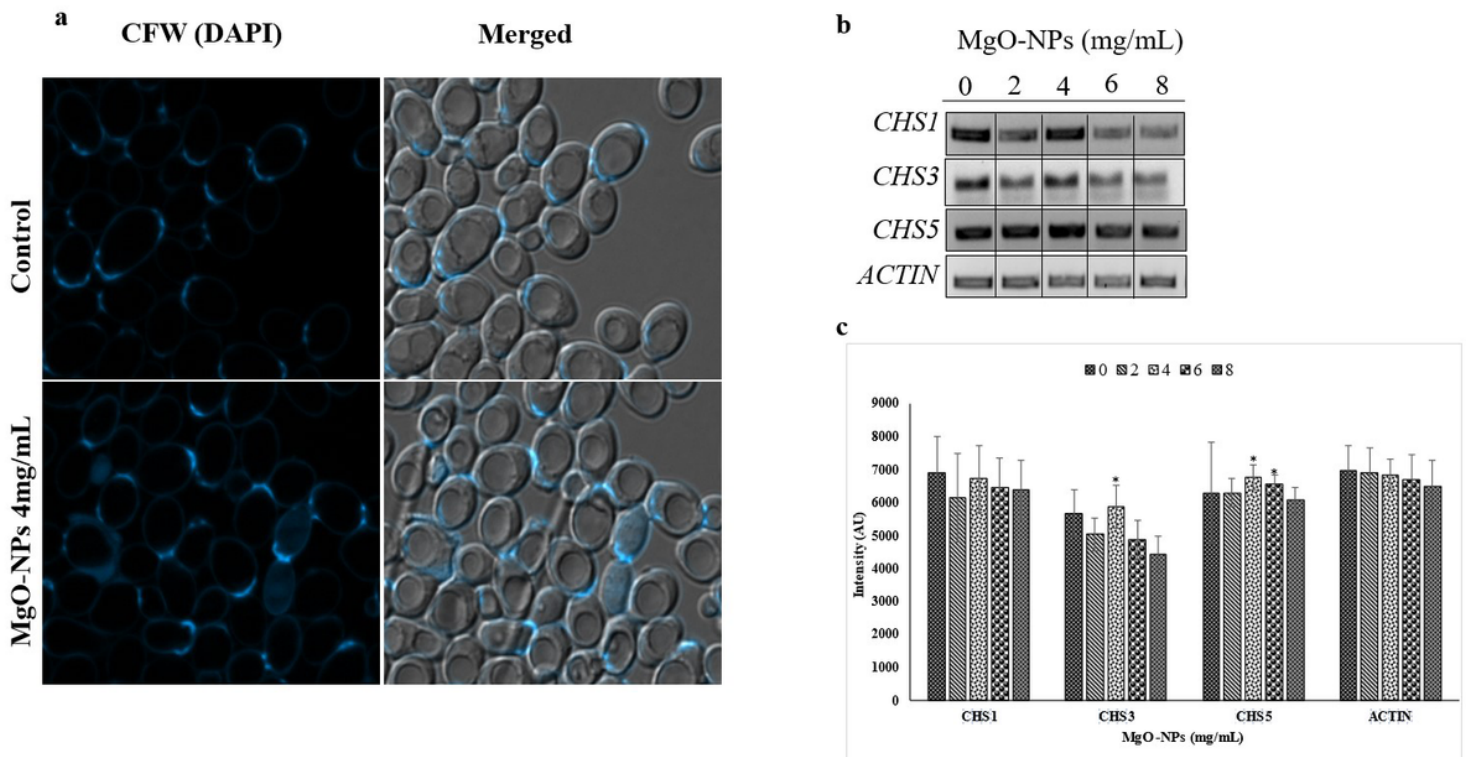 a
CFW (DAPI)
Merged
Control
MgO-NPs 4mg/mL
b
MgO-NPs (mg/mL)
0 2 4 6 8
CHS1
CHS3
CHS5
ACTIN
c
0 2 4 6 8
9000
8000
7000
6000
5000
4000
3000
2000
1000
0
Intensity (AU)
* * *
CHS1 CHS3 CHS5 ACTIN
MgO-NPs (mg/mL)